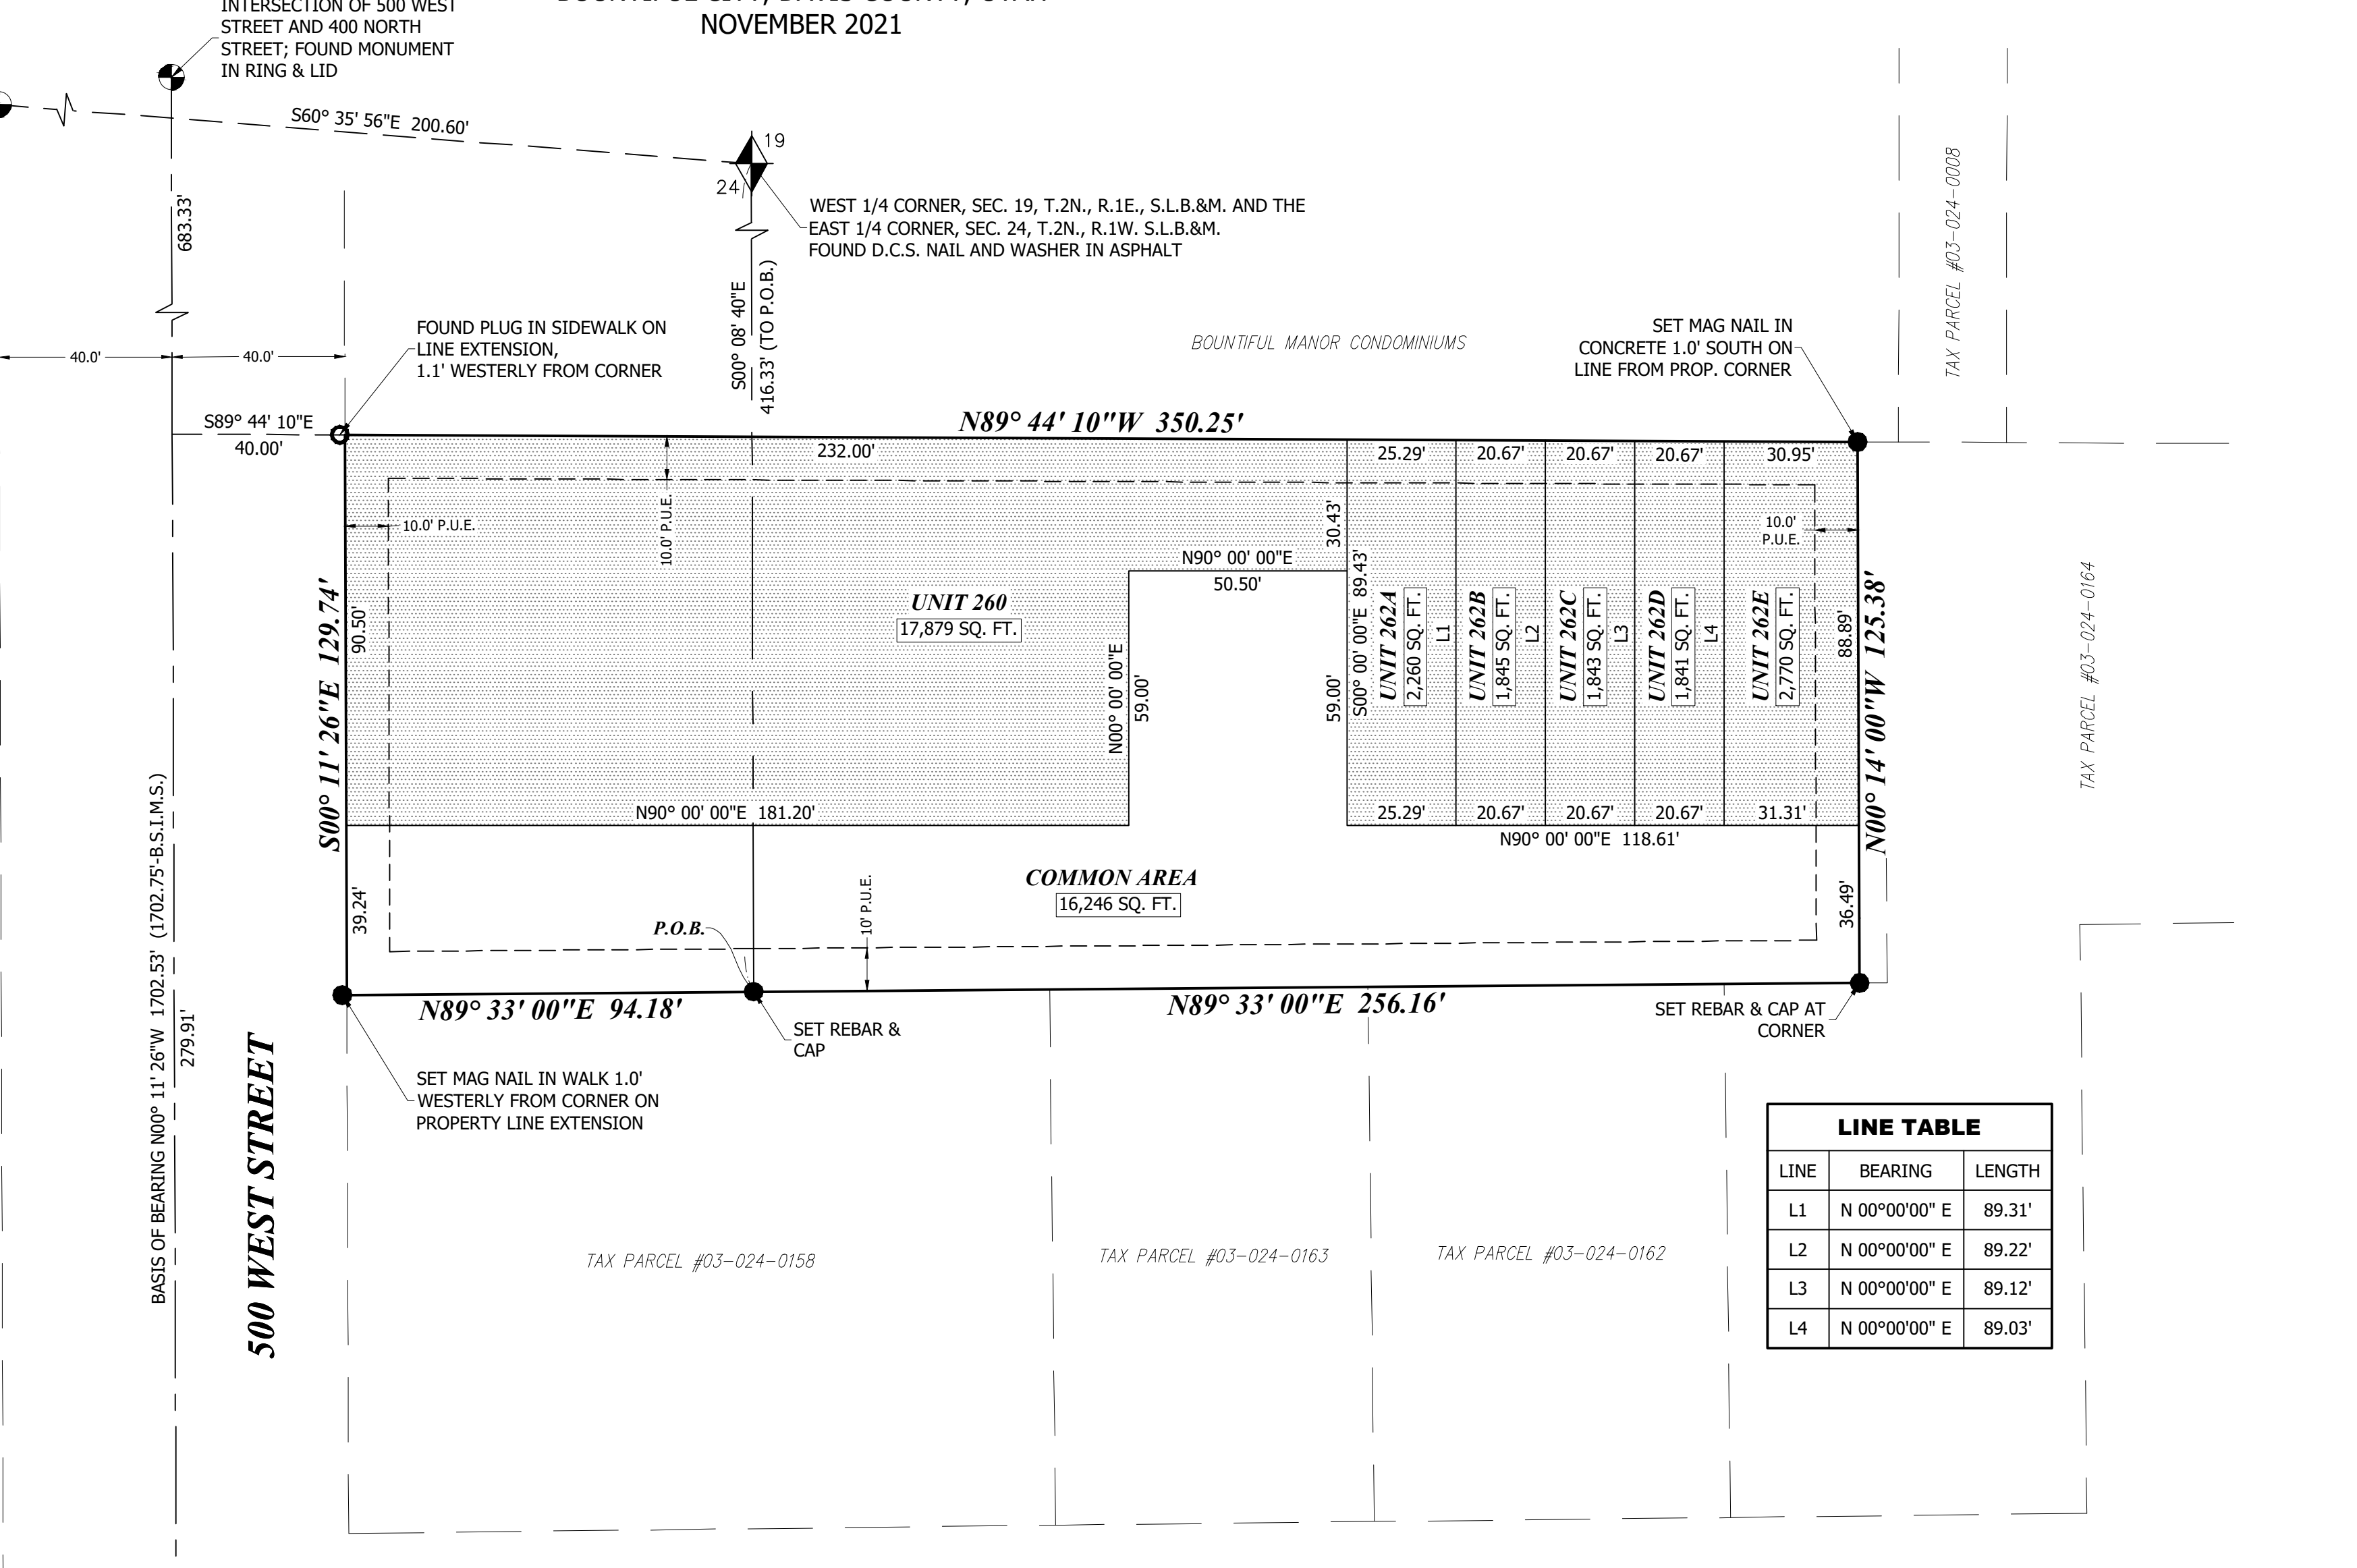 INTERSECTION OF 500 WEST
STREET AND 400 NORTH
STREET; FOUND MONUMENT
IN RING & LID
BOUNTIFUL CITY, DAVIS COUNTY, UTAH
NOVEMBER 2021
S60° 35' 56"E 200.60'
19
24
WEST 1/4 CORNER, SEC. 19, T.2N., R.1E., S.L.B.&M. AND THE
EAST 1/4 CORNER, SEC. 24, T.2N., R.1W. S.L.B.&M.
FOUND D.C.S. NAIL AND WASHER IN ASPHALT
683.33'
S00° 08' 40"E
416.33' (TO P.O.B.)
TAX PARCEL #03-024-0008
FOUND PLUG IN SIDEWALK ON
LINE EXTENSION,
1.1' WESTERLY FROM CORNER
BOUNTIFUL MANOR CONDOMINIUMS
SET MAG NAIL IN
CONCRETE 1.0' SOUTH ON
LINE FROM PROP. CORNER
40.0'
40.0'
S89° 44' 10"E
40.00'
N89° 44' 10"W 350.25'
232.00'
25.29'
20.67'
20.67'
20.67'
30.95'
10.0' P.U.E.
10.0' P.U.E.
30.43'
10.0'
P.U.E.
N90° 00' 00"E
50.50'
S00° 11' 26"E 129.74'
90.50'
UNIT 260
17,879 SQ. FT.
N00° 00' 00"E
59.00'
59.00'
S00° 00' 00"E 89.43'
UNIT 262A
2,260 SQ. FT.
L1
UNIT 262B
1,845 SQ. FT.
L2
UNIT 262C
1,843 SQ. FT.
L3
UNIT 262D
1,841 SQ. FT.
L4
UNIT 262E
2,770 SQ. FT.
88.89'
N00° 14' 00"W 125.38'
TAX PARCEL #03-024-0164
N90° 00' 00"E 181.20'
25.29'
20.67'
20.67'
20.67'
31.31'
N90° 00' 00"E 118.61'
39.24'
COMMON AREA
16,246 SQ. FT.
P.O.B.
10' P.U.E.
36.49'
BASIS OF BEARING N00° 11' 26"W 1702.53' (1702.75'-B.S.I.M.S.)
279.91'
500 WEST STREET
N89° 33' 00"E 94.18'
N89° 33' 00"E 256.16'
SET REBAR &
CAP
SET REBAR & CAP AT
CORNER
SET MAG NAIL IN WALK 1.0'
WESTERLY FROM CORNER ON
PROPERTY LINE EXTENSION
TAX PARCEL #03-024-0158
TAX PARCEL #03-024-0163
TAX PARCEL #03-024-0162
LINE TABLE
LINE BEARING LENGTH
L1 N 00°00'00" E 89.31'
L2 N 00°00'00" E 89.22'
L3 N 00°00'00" E 89.12'
L4 N 00°00'00" E 89.03'